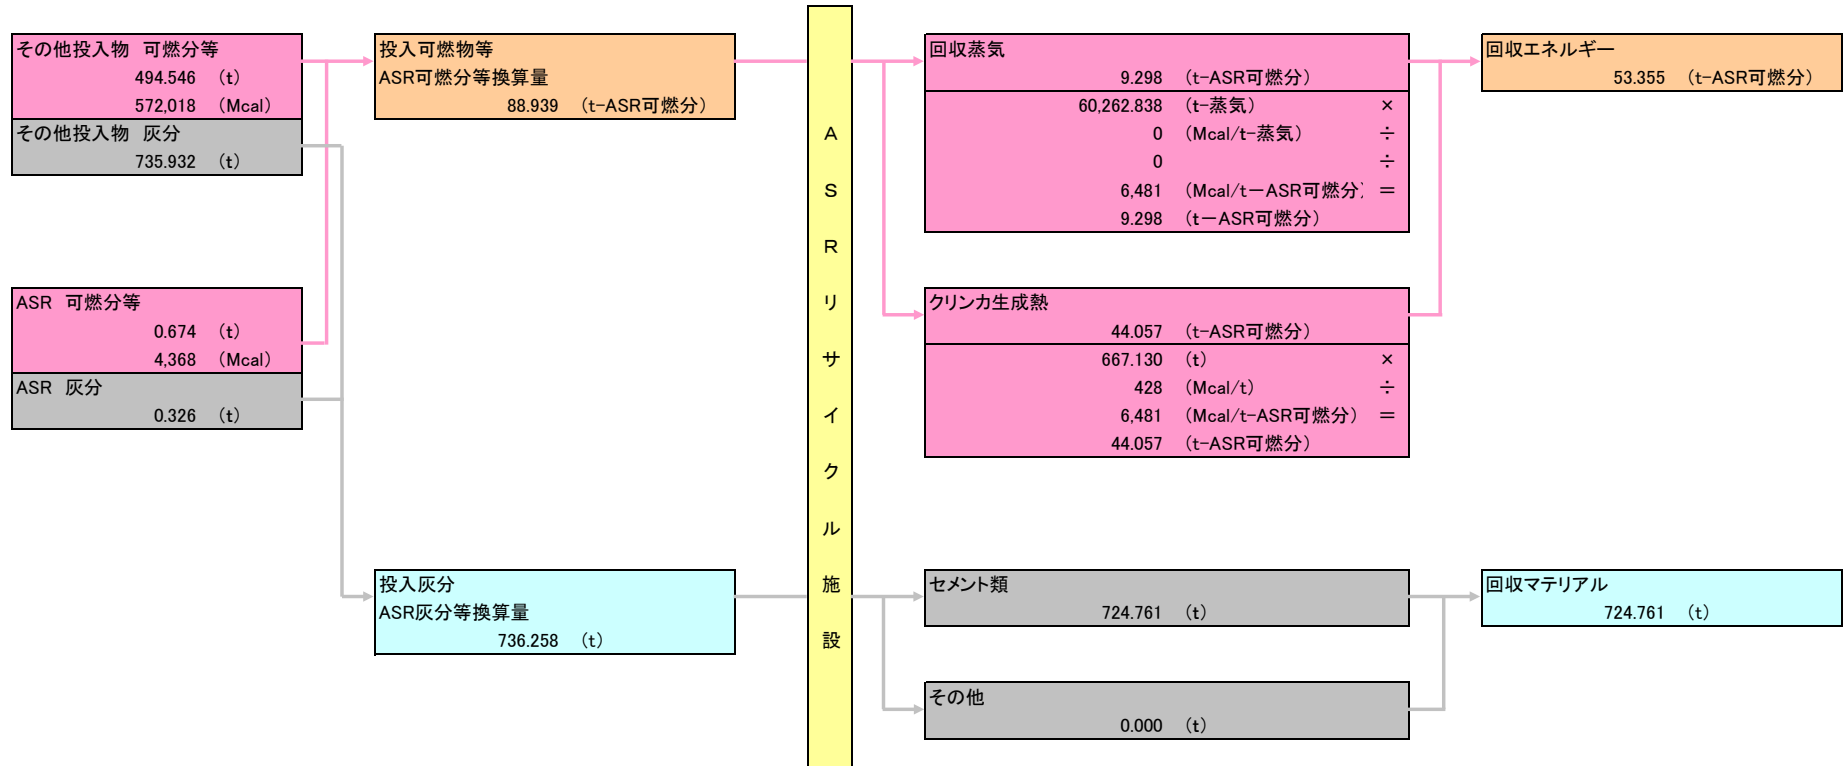 その他投入物 可燃分等
494.546 (t)
572,018 (Mcal)
その他投入物 灰分
735.932 (t)
ASR 可燃分等
0.674 (t)
4,368 (Mcal)
ASR 灰分
0.326 (t)
投入可燃物等
ASR可燃分等換算量
88.939 (t-ASR可燃分)
投入灰分
ASR灰分等換算量
736.258 (t)
ASRリサイクル施設
回収蒸気
9.298 (t-ASR可燃分)
60,262.838 (t-蒸気) ×
0 (Mcal/t-蒸気) ÷
0 ÷
6,481 (Mcal/t-ASR可燃分) =
9.298 (t-ASR可燃分)
クリンカ生成熱
44.057 (t-ASR可燃分)
667.130 (t) ×
428 (Mcal/t) ÷
6,481 (Mcal/t-ASR可燃分) =
44.057 (t-ASR可燃分)
セメント類
724.761 (t)
その他
0.000 (t)
回収エネルギー
53.355 (t-ASR可燃分)
回収マテリアル
724.761 (t)